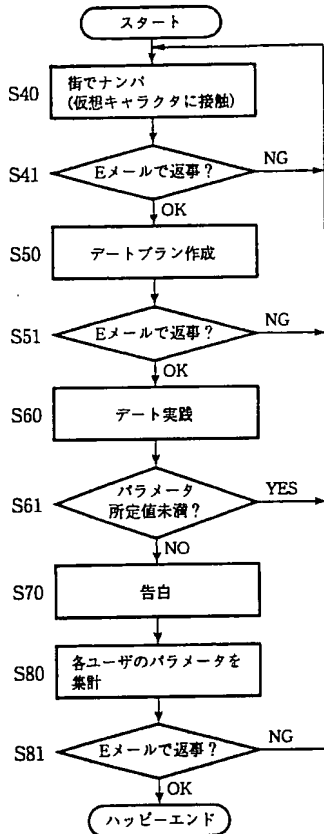 スタート
S40
街でナンパ
(仮想キャラクタに接触)
S41
Eメールで返事?
NG
OK
S50
デートプラン作成
S51
Eメールで返事?
NG
OK
S60
デート実践
S61
パラメータ
所定値未満?
YES
NO
S70
告白
S80
各ユーザのパラメータを
集計
S81
Eメールで返事?
NG
OK
ハッピーエンド